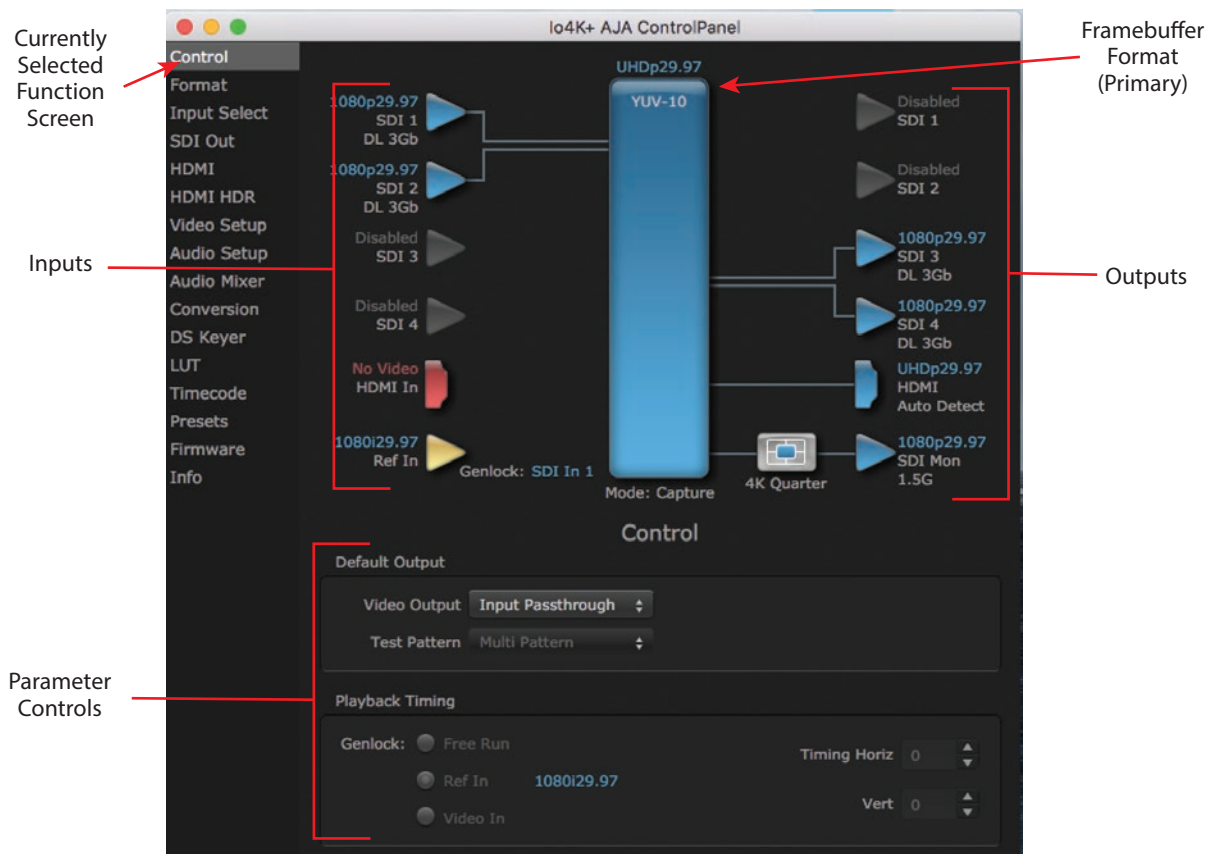 Io4K+ AJA ControlPanel
Currently
Selected
Function
Screen
Framebuffer
Format
(Primary)
Inputs
Outputs
Parameter
Controls
Control
Format
Input Select
SDI Out
HDMI
HDMI HDR
Video Setup
Audio Setup
Audio Mixer
Conversion
DS Keyer
LUT
Timecode
Presets
Firmware
Info
1080p29.97
SDI 1
DL 3Gb
1080p29.97
SDI 2
DL 3Gb
Disabled
SDI 3
Disabled
SDI 4
No Video
HDMI In
1080i29.97
Ref In
Genlock: SDI In 1
UHDp29.97
YUV-10
Mode: Capture
4K Quarter
Disabled
SDI 1
Disabled
SDI 2
1080p29.97
SDI 3
DL 3Gb
1080p29.97
SDI 4
DL 3Gb
UHDp29.97
HDMI
Auto Detect
1080p29.97
SDI Mon
1.5G
Control
Default Output
Video Output Input Passthrough
Test Pattern Multi Pattern
Playback Timing
Genlock: Free Run
Ref In 1080i29.97
Video In
Timing Horiz 0
Vert 0